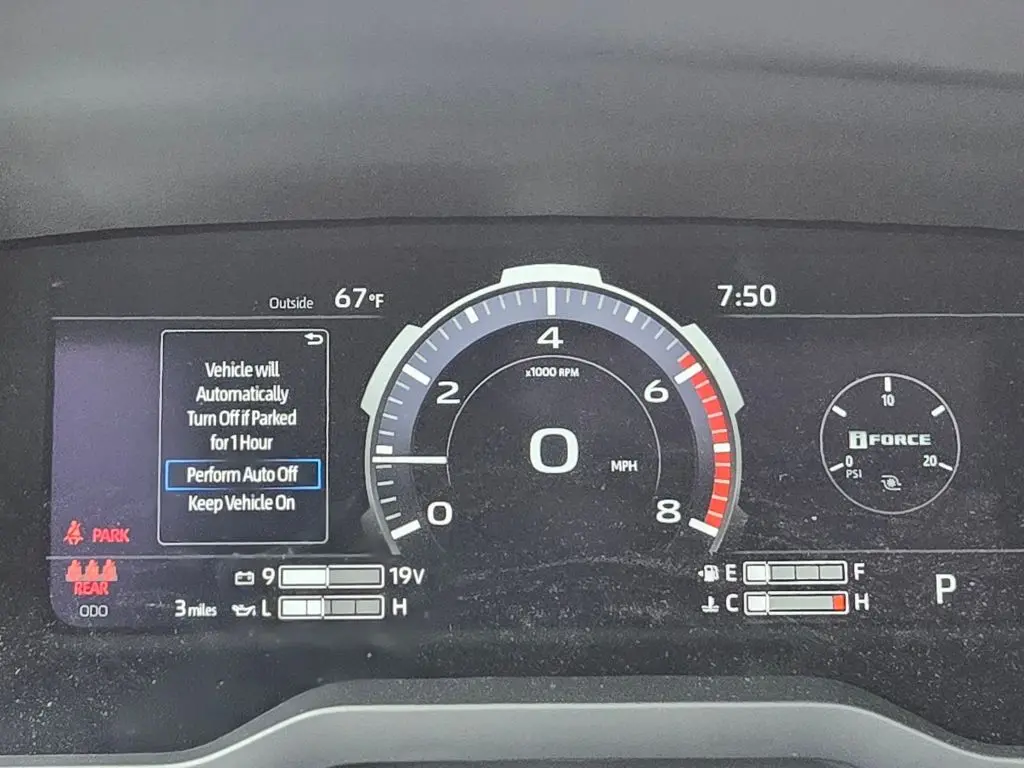 Outside 67°F
7:50
Vehicle will
Automatically
Turn Off if Parked
for 1 Hour
Perform Auto Off
Keep Vehicle On
4
x1000 RPM
2
6
0
MPH
0
8
10
iFORCE
0
20
PSI
PARK
REAR
ODO
3 miles
9
19V
L
H
E
F
C
H
P